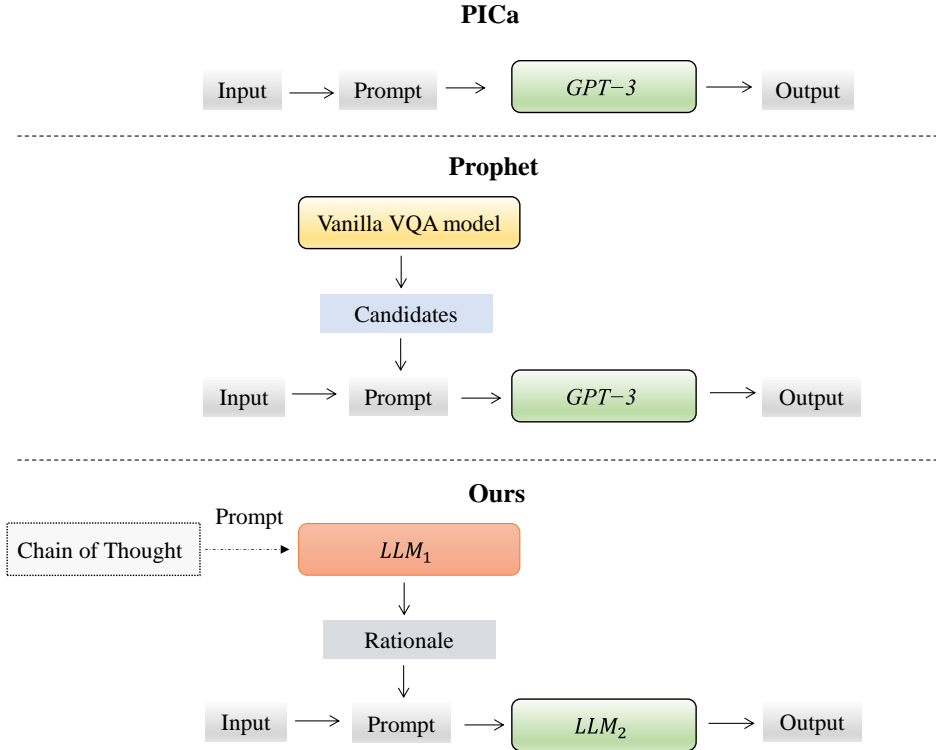 PICa
Input
Prompt
GPT-3
Output
Prophet
Vanilla VQA model
Candidates
Input
Prompt
GPT-3
Output
Ours
Prompt
Chain of Thought
LLM₁
Rationale
Input
Prompt
LLM₂
Output